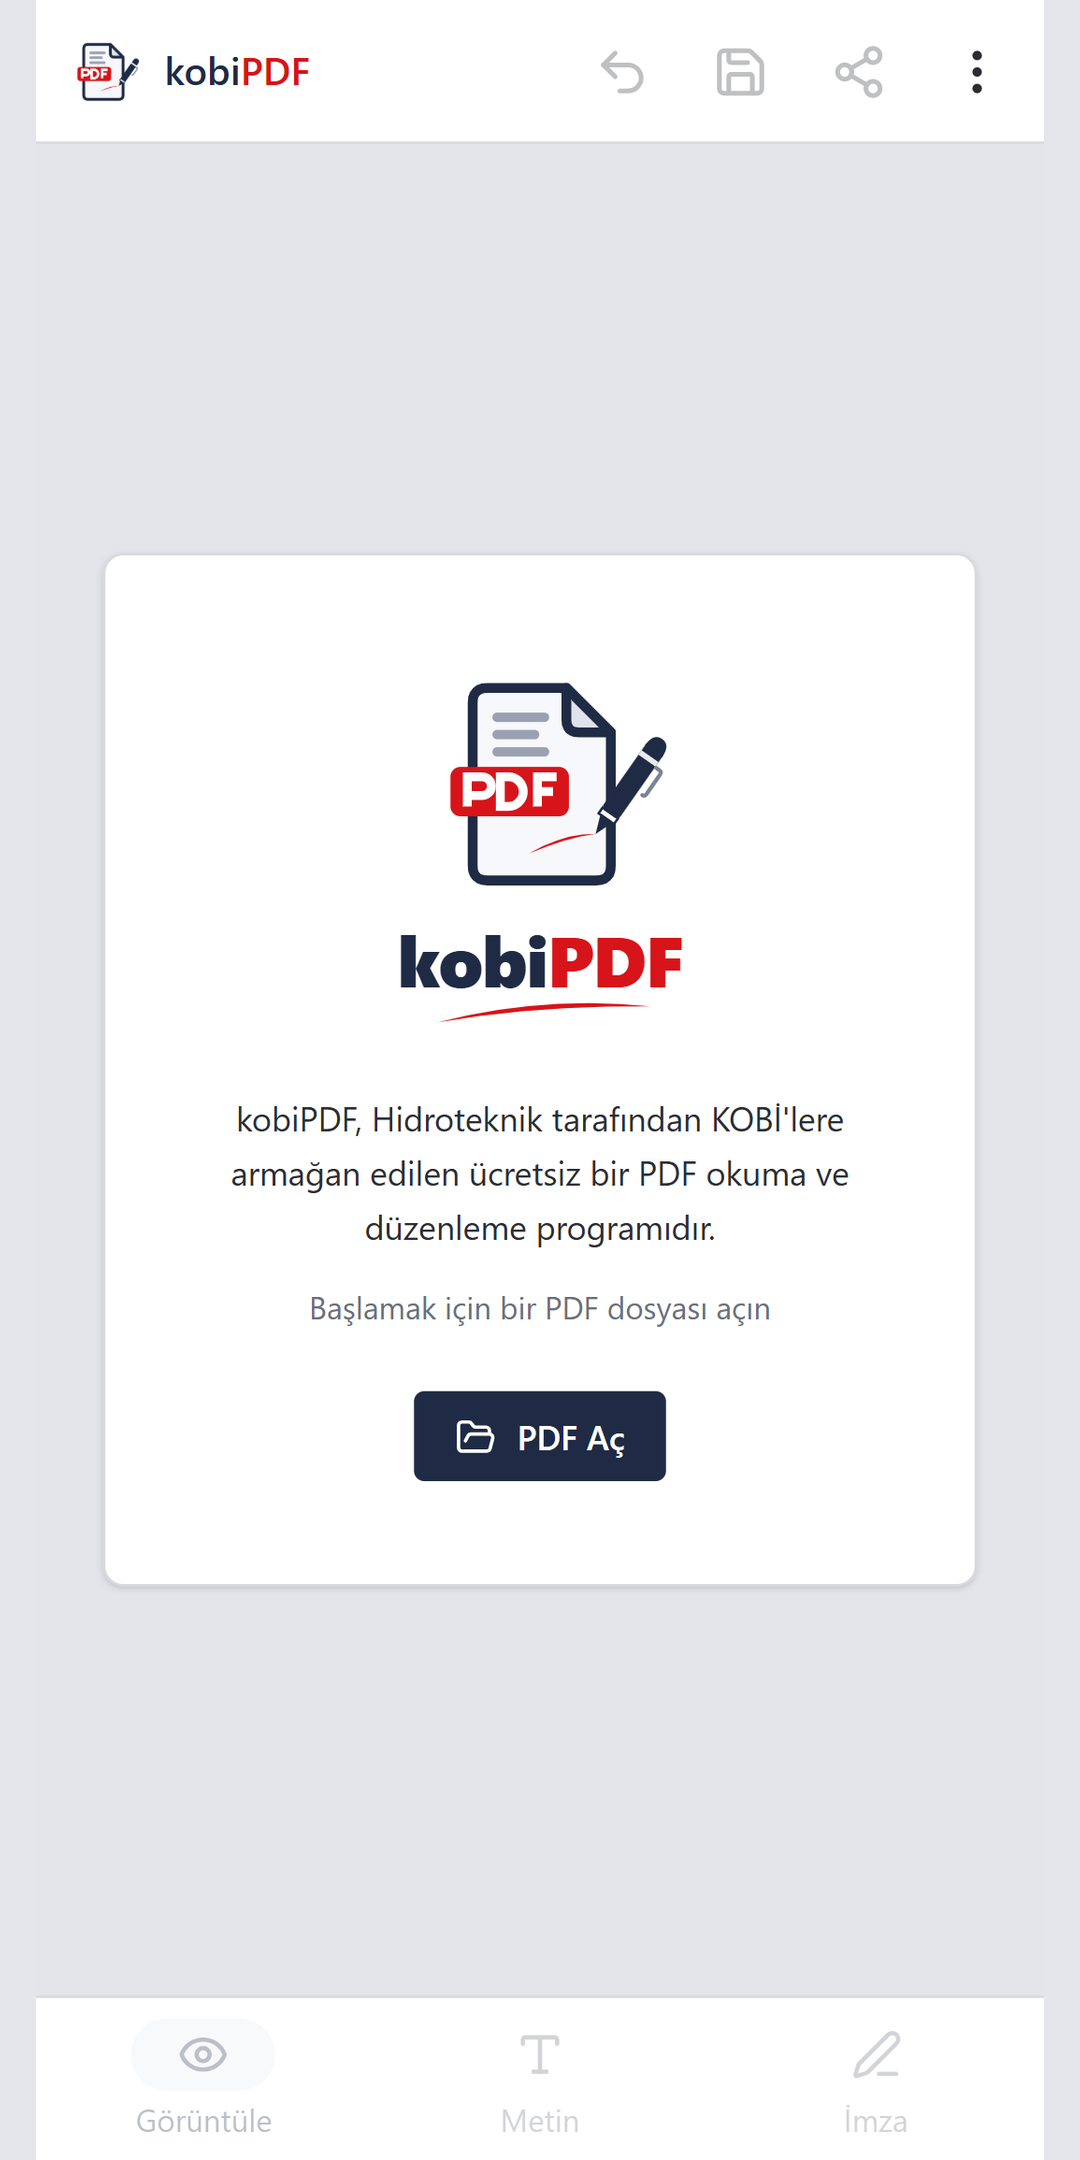 PDF
kobiPDF
PDF
kobiPDF
kobiPDF, Hidroteknik tarafından KOBİ'lere
armağan edilen ücretsiz bir PDF okuma ve
düzenleme programıdır.
Başlamak için bir PDF dosyası açın
PDF Aç
Görüntüle
Metin
İmza